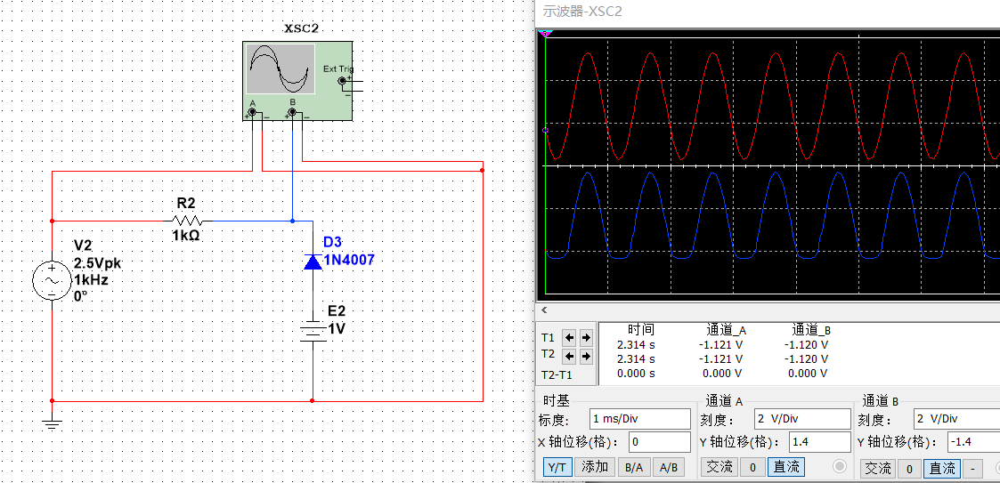 XSC2
Ext Trig
+
−
A
B
+ −
+ −
R2
1kΩ
V2
2.5Vpk
1kHz
0°
D3
1N4007
E2
1V
示波器-XSC2
<
时间 通道_A 通道_B
T1 2.314 s -1.121 V -1.120 V
T2 2.314 s -1.121 V -1.120 V
T2-T1 0.000 s 0.000 V 0.000 V
时基
标度: 1 ms/Div
X 轴位移(格): 0
Y/T 添加 B/A A/B
通道 A
刻度: 2 V/Div
Y 轴位移(格): 1.4
交流 0 直流
通道 B
刻度: 2 V/Div
Y 轴位移(格): -1.4
交流 0 直流 -